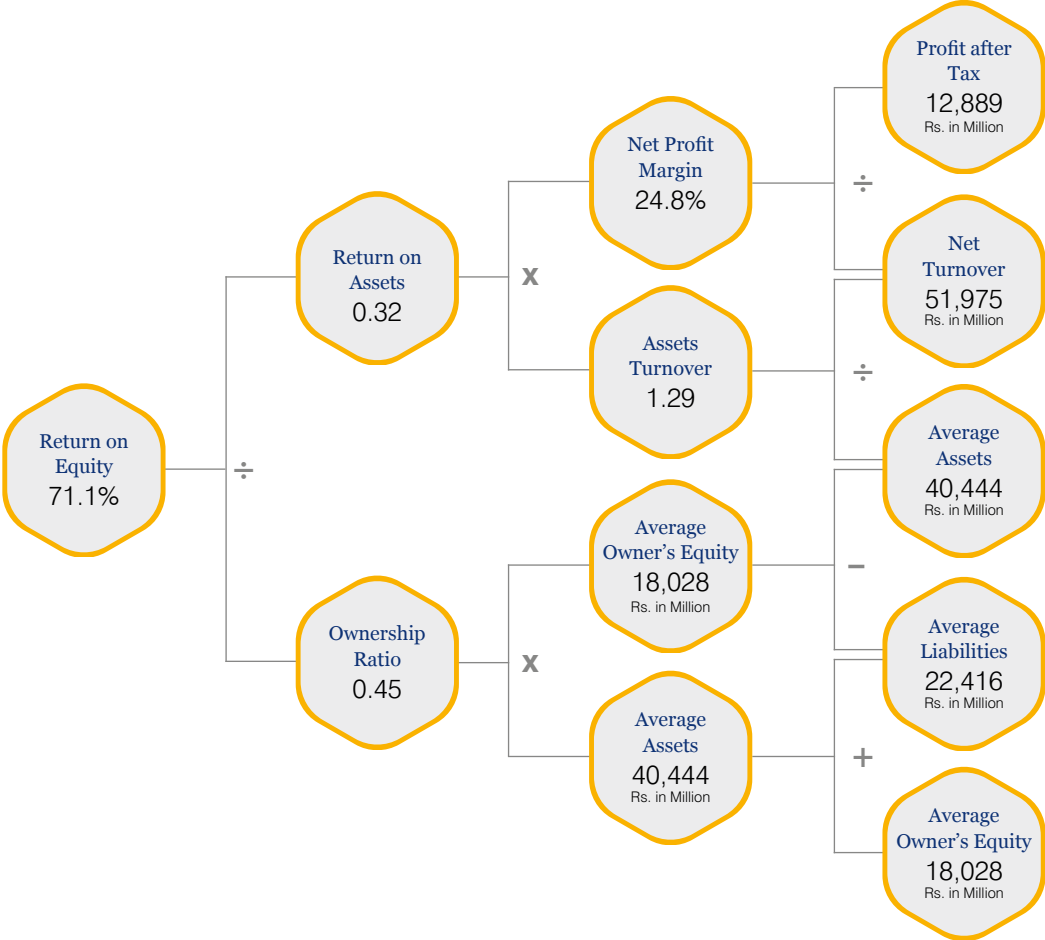 Return on
Equity
71.1%
÷
Return on
Assets
0.32
x
Net Profit
Margin
24.8%
÷
Profit after
Tax
12,889
Rs. in Million
Net
Turnover
51,975
Rs. in Million
Assets
Turnover
1.29
÷
Average
Assets
40,444
Rs. in Million
Ownership
Ratio
0.45
x
Average
Owner’s Equity
18,028
Rs. in Million
–
Average
Liabilities
22,416
Rs. in Million
Average
Assets
40,444
Rs. in Million
+
Average
Owner’s Equity
18,028
Rs. in Million